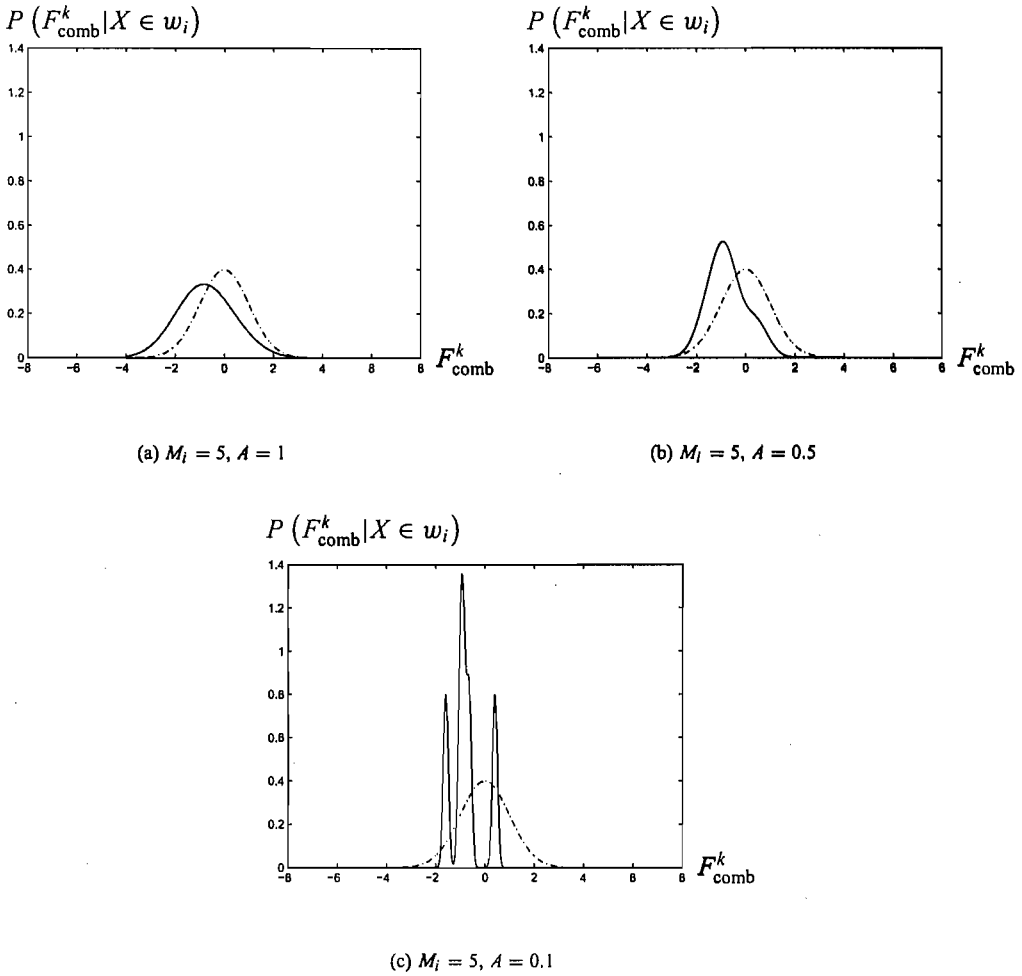 P (F^k_comb|X ∈ w_i)
P (F^k_comb|X ∈ w_i)
1.4
1.2
1
0.8
0.6
0.4
0.2
0
−8 −6 −4 −2 0 2 4 6 8
F^k_comb
1.4
1.2
1
0.8
0.6
0.4
0.2
0
−8 −6 −4 −2 0 2 4 6 8
F^k_comb
(a) M_i = 5, A = 1
(b) M_i = 5, A = 0.5
P (F^k_comb|X ∈ w_i)
1.4
1.2
1
0.8
0.6
0.4
0.2
0
−8 −6 −4 −2 0 2 4 6 8
F^k_comb
(c) M_i = 5, A = 0.1